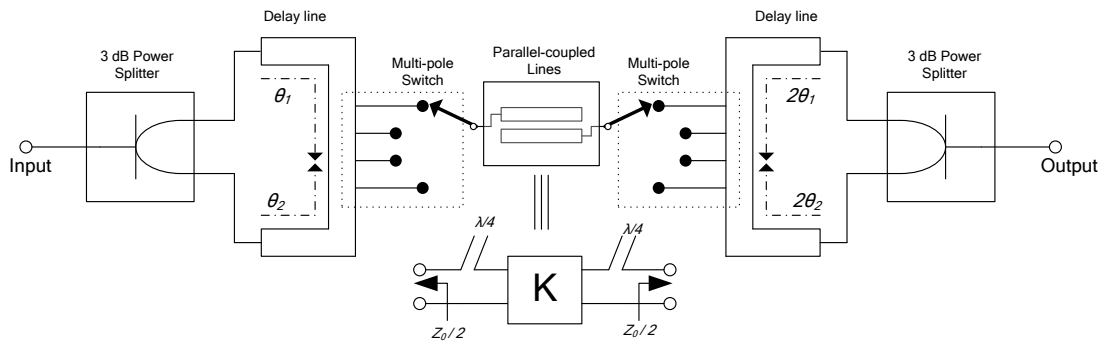 Delay line
Delay line
3 dB Power
Splitter
Multi-pole
Switch
Parallel-coupled
Lines
Multi-pole
Switch
3 dB Power
Splitter
θ1
2θ1
Input
Output
θ2
2θ2
λ/4
λ/4
K
Z0/2
Z0/2